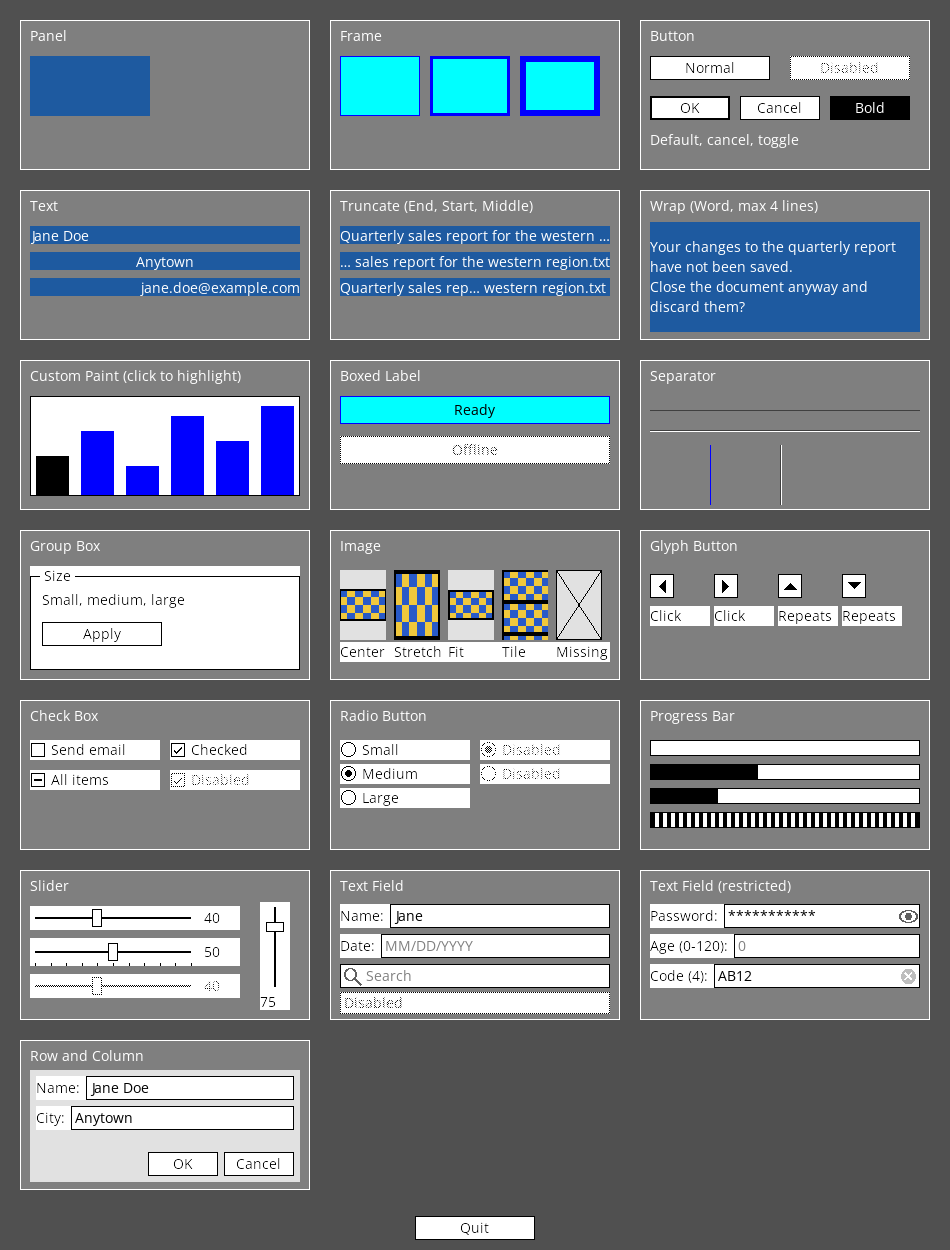 Panel
Frame
Button
Normal
Disabled
OK
Cancel
Bold
Default, cancel, toggle
Text
Jane Doe
Anytown
jane.doe@example.com
Truncate (End, Start, Middle)
Quarterly sales report for the western ...
... sales report for the western region.txt
Quarterly sales rep... western region.txt
Wrap (Word, max 4 lines)
Your changes to the quarterly report
have not been saved.
Close the document anyway and
discard them?
Custom Paint (click to highlight)
Boxed Label
Ready
Offline
Separator
Group Box
Size
Small, medium, large
Apply
Image
Center
Stretch
Fit
Tile
Missing
Glyph Button
Click
Click
Repeats
Repeats
Check Box
Send email
Checked
All items
Disabled
Radio Button
Small
Disabled
Medium
Disabled
Large
Progress Bar
Slider
40
50
40
75
Text Field
Name: Jane
Date: MM/DD/YYYY
Search
Disabled
Text Field (restricted)
Password: ***********
Age (0-120): 0
Code (4): AB12
Row and Column
Name: Jane Doe
City: Anytown
OK
Cancel
Quit